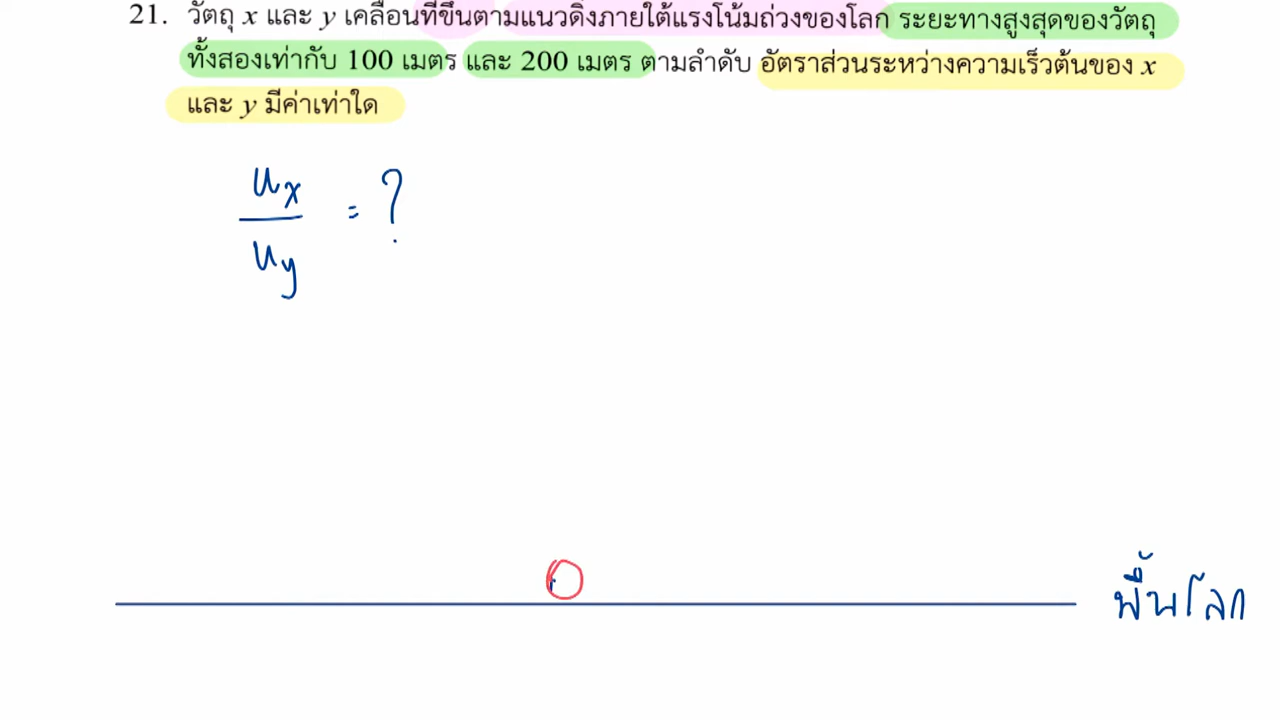 21. วัตถุ x และ y เคลื่อนที่ขึ้นตามแนวดิ่งภายใต้แรงโน้มถ่วงของโลก ระยะทางสูงสุดของวัตถุ
ทั้งสองเท่ากับ 100 เมตร และ 200 เมตร ตามลำดับ อัตราส่วนระหว่างความเร็วต้นของ x
และ y มีค่าเท่าใด
ux
uy
= ?
พื้นโลก